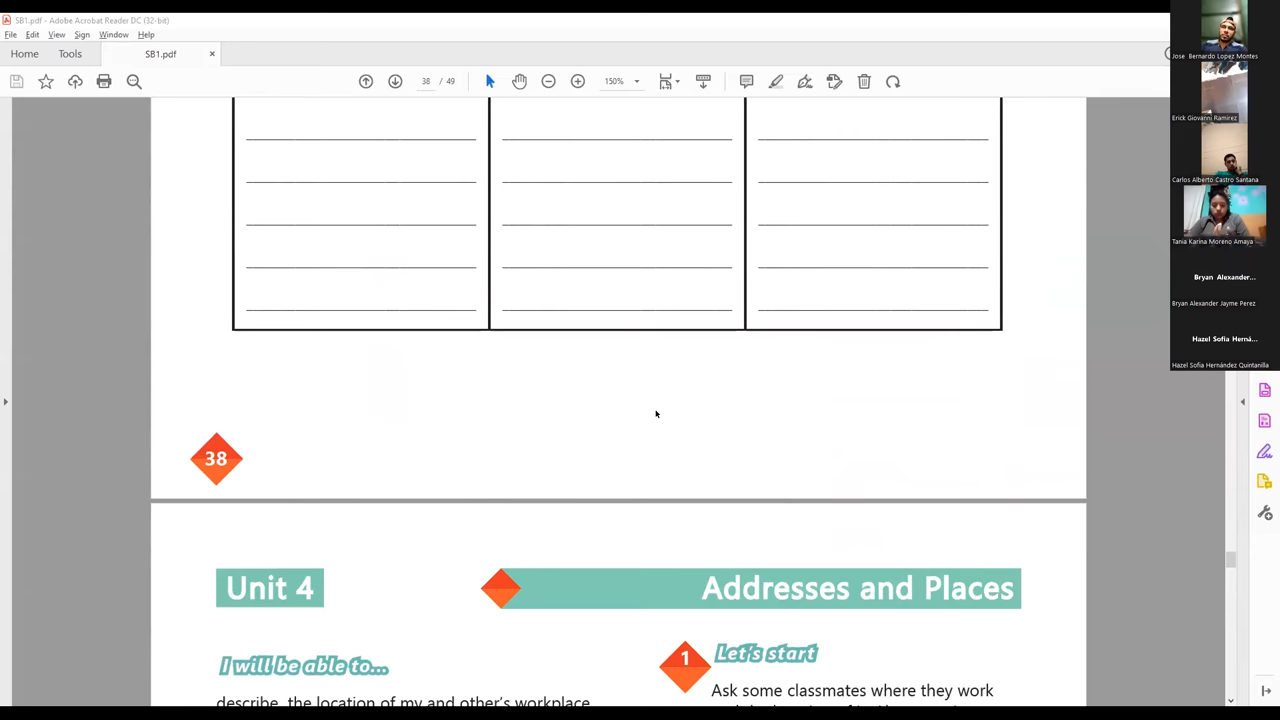 SB1.pdf - Adobe Acrobat Reader DC (32-bit)
File Edit View Sign Window Help
Home Tools SB1.pdf ×
38 / 49 150%
Jose Bernardo Lopez Montes
Erick Giovanni Ramirez
Carlos Alberto Castro Santana
Tania Karina Moreno Amaya
Bryan Alexander...
Bryan Alexander Jayme Perez
Hazel Sofia Herná...
Hazel Sofia Hernández Quintanilla
38
Unit 4 Addresses and Places
I will be able to...
describe the location of my and other's workplace
1 Let's start
Ask some classmates where they work